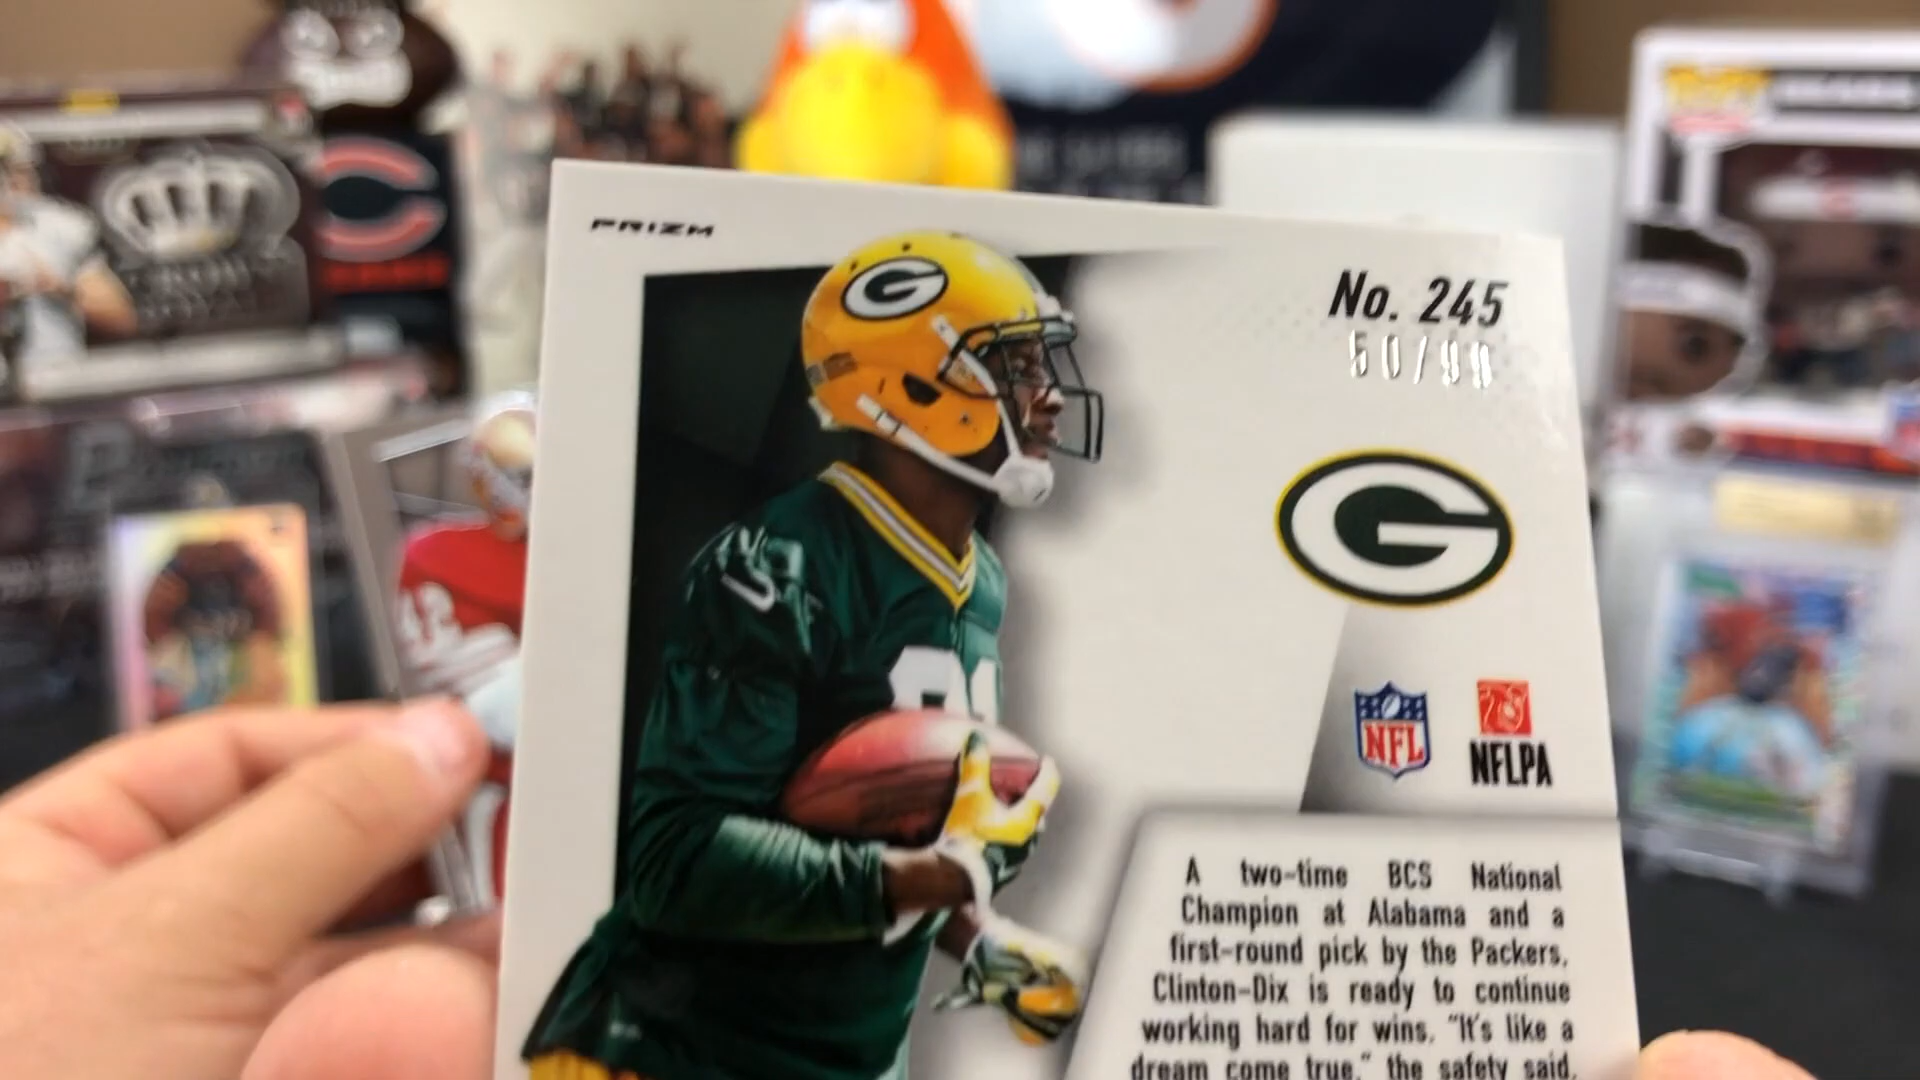 PRIZM
No. 245
50/99
G
G
NFL
NFLPA
42
A two-time BCS National
Champion at Alabama and a
first-round pick by the Packers,
Clinton-Dix is ready to continue
working hard for wins. "It's like a
dream come true," the safety said.